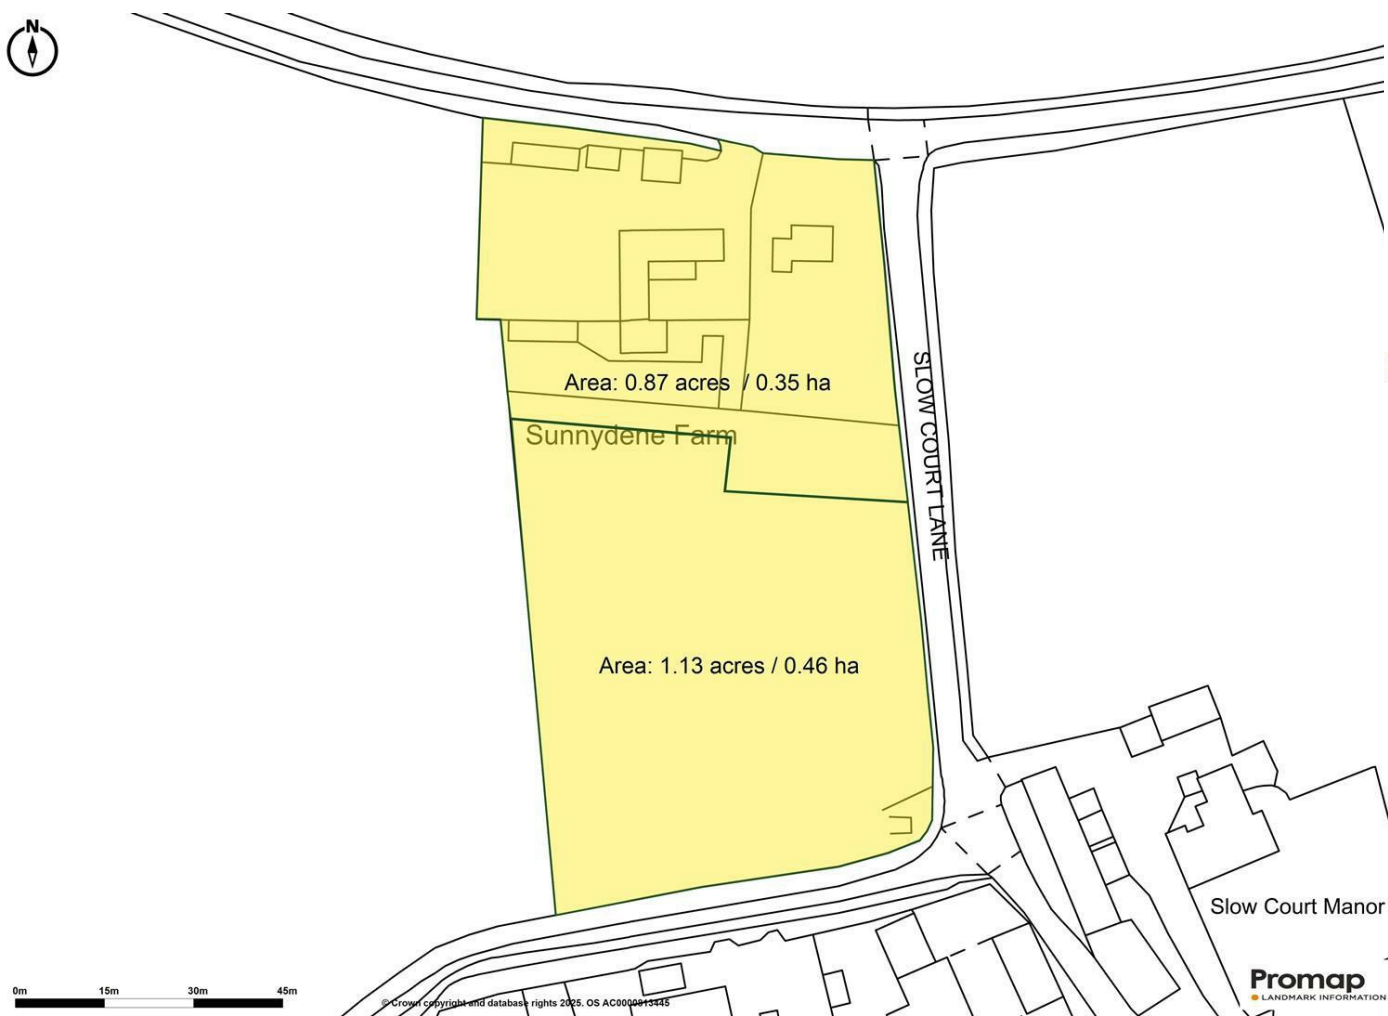 N
Area: 0.87 acres / 0.35 ha
SLOW COURT LANE
Sunnydene Farm
Area: 1.13 acres / 0.46 ha
Slow Court Manor
0m 15m 30m 45m
© Crown copyright and database rights 2025. OS AC0000813445
Promap
LANDMARK INFORMATION